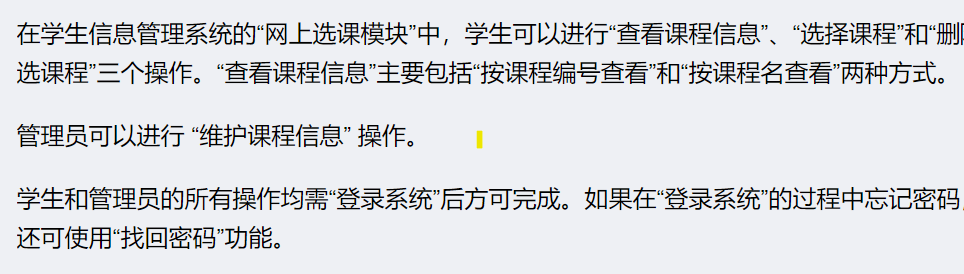 在学生信息管理系统的“网上选课模块”中，学生可以进行“查看课程信息”、“选择课程”和“删
选课程”三个操作。“查看课程信息”主要包括“按课程编号查看”和“按课程名查看”两种方式。
管理员可以进行 “维护课程信息” 操作。
学生和管理员的所有操作均需“登录系统”后方可完成。如果在“登录系统”的过程中忘记密码，
还可使用“找回密码”功能。